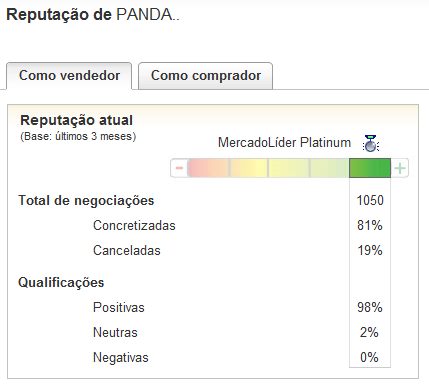 Reputação de PANDA..
Como vendedor Como comprador
Reputação atual
(Base: últimos 3 meses)
MercadoLíder Platinum
- +
Total de negociações 1050
Concretizadas 81%
Canceladas 19%
Qualificações
Positivas 98%
Neutras 2%
Negativas 0%